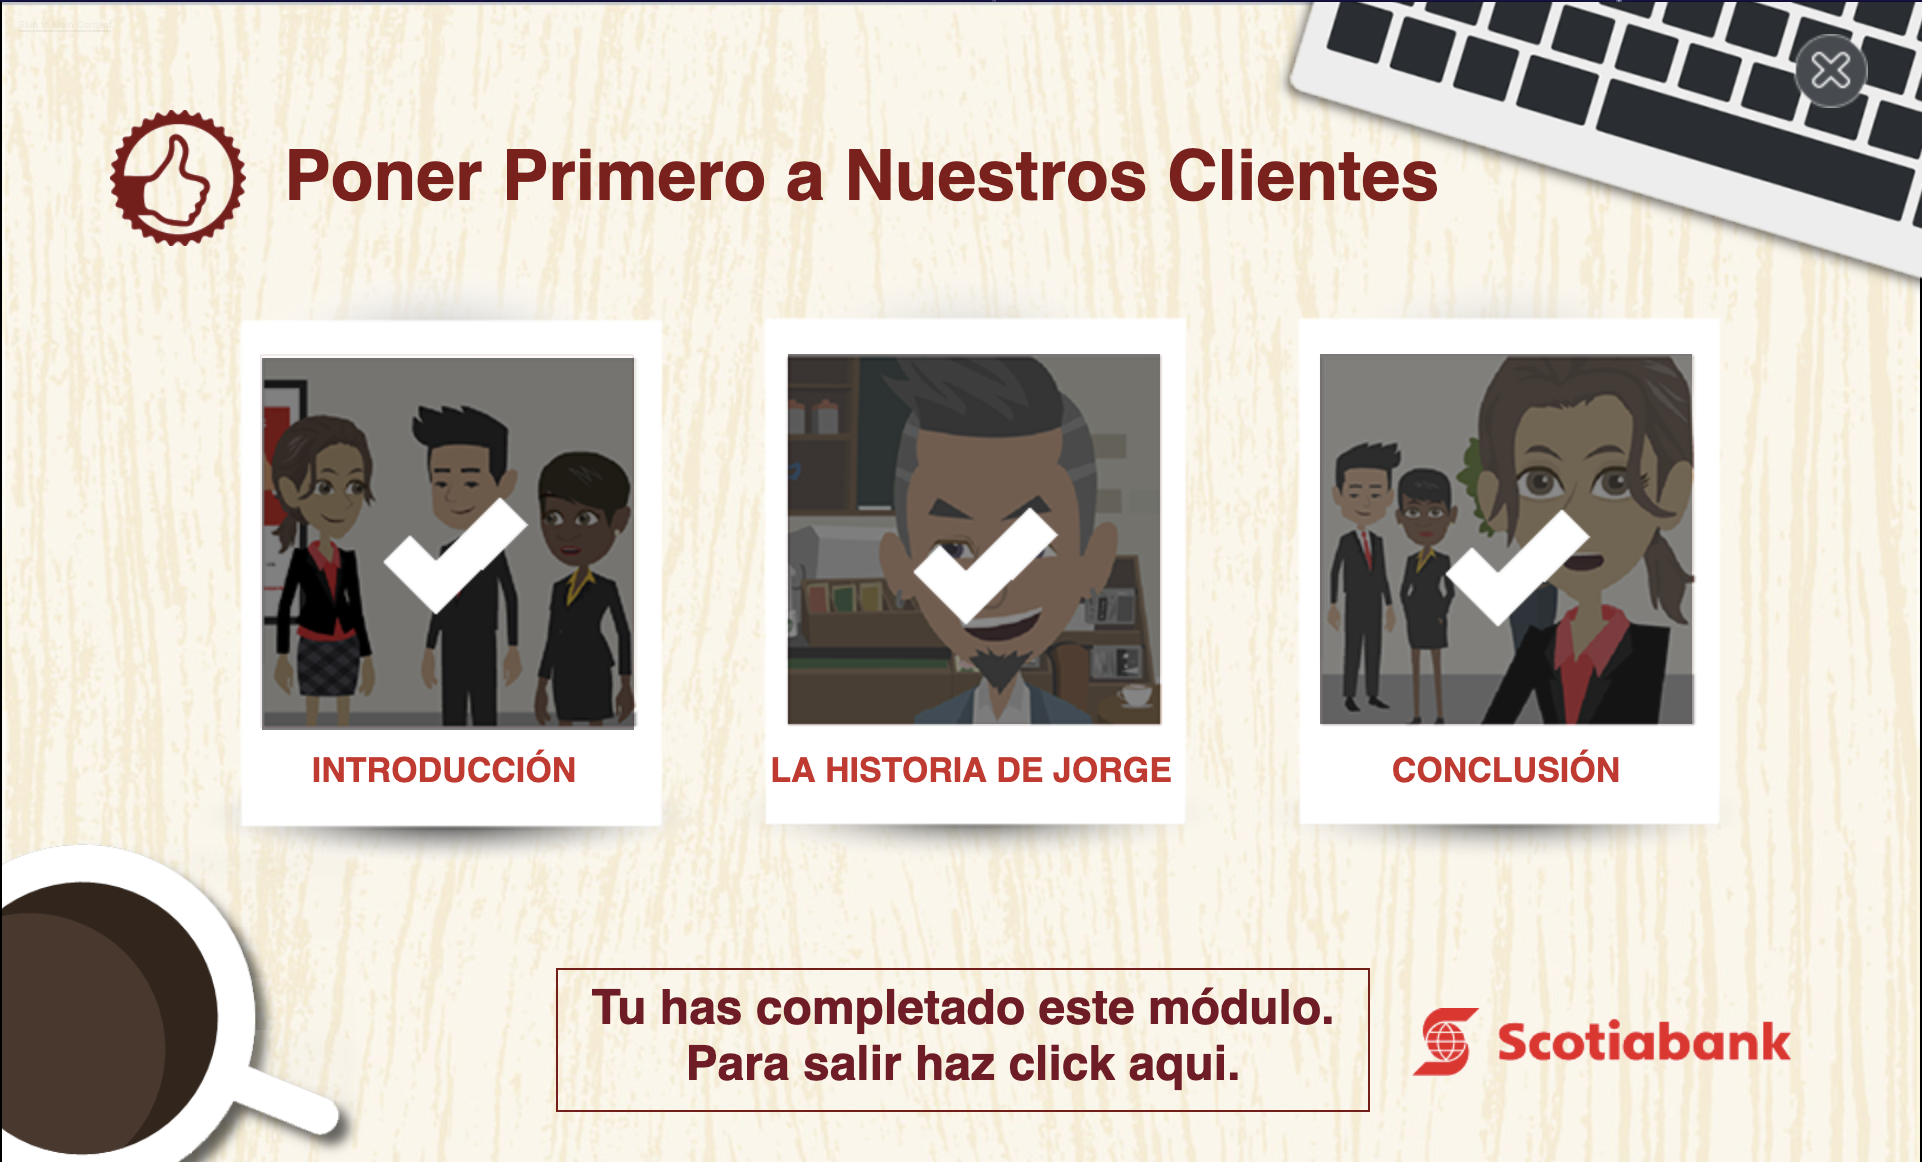 Poner Primero a Nuestros Clientes
INTRODUCCIÓN
LA HISTORIA DE JORGE
CONCLUSIÓN
Tu has completado este módulo.
Para salir haz click aqui.
Scotiabank